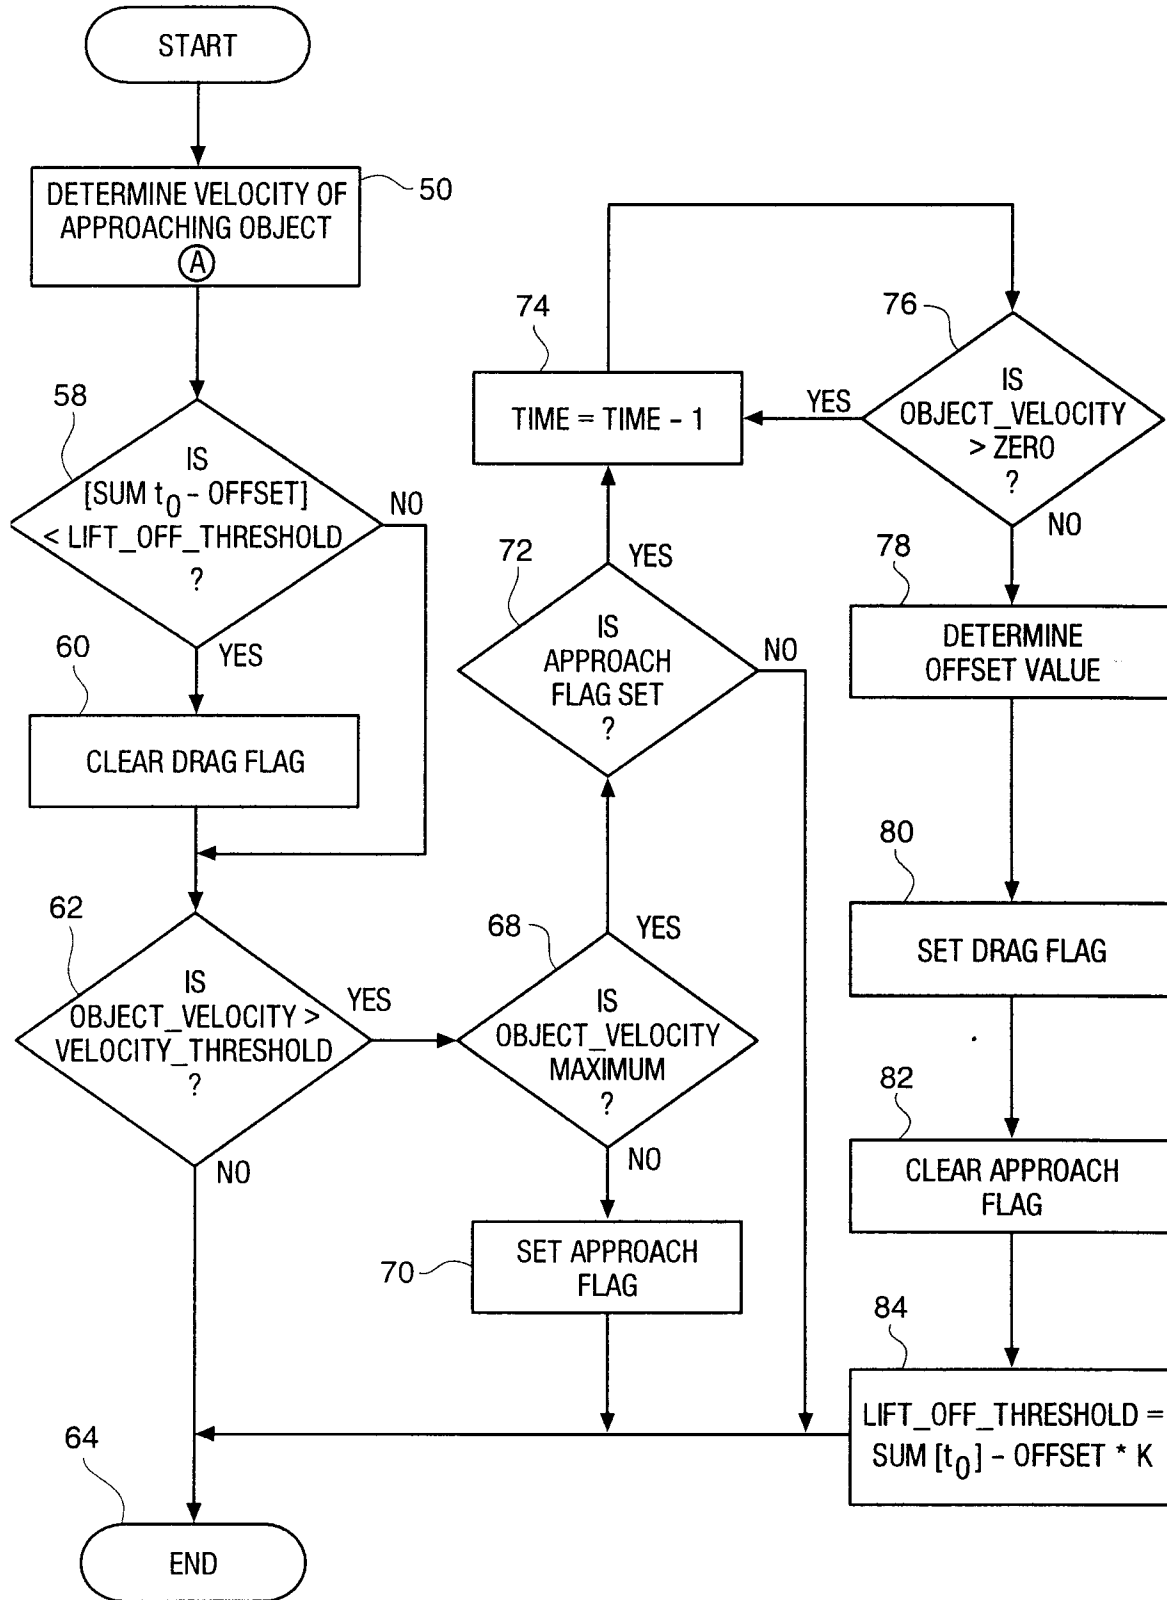 START
DETERMINE VELOCITY OF
APPROACHING OBJECT
A
50
58
IS
[SUM t0 – OFFSET]
< LIFT_OFF_THRESHOLD
?
NO
YES
60
CLEAR DRAG FLAG
62
IS
OBJECT_VELOCITY >
VELOCITY_THRESHOLD
?
YES
NO
64
END
68
IS
OBJECT_VELOCITY
MAXIMUM
?
YES
NO
70
SET APPROACH
FLAG
72
IS
APPROACH
FLAG SET
?
YES
NO
74
TIME = TIME – 1
76
IS
OBJECT_VELOCITY
> ZERO
?
YES
NO
78
DETERMINE
OFFSET VALUE
80
SET DRAG FLAG
82
CLEAR APPROACH
FLAG
84
LIFT_OFF_THRESHOLD =
SUM [t0] – OFFSET * K